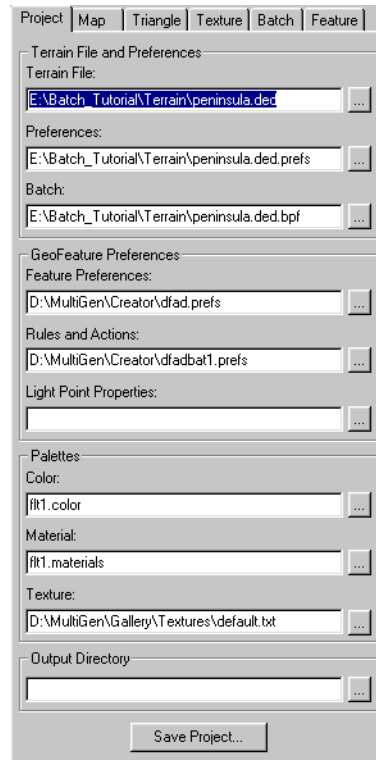 Project Map Triangle Texture Batch Feature
Terrain File and Preferences
Terrain File:
E:\Batch_Tutorial\Terrain\peninsula.ded ...
Preferences:
E:\Batch_Tutorial\Terrain\peninsula.ded.prefs ...
Batch:
E:\Batch_Tutorial\Terrain\peninsula.ded.bpf ...
GeoFeature Preferences
Feature Preferences:
D:\MultiGen\Creator\dfad.prefs ...
Rules and Actions:
D:\MultiGen\Creator\dfadbat1.prefs ...
Light Point Properties:
...
Palettes
Color:
flt1.color ...
Material:
flt1.materials ...
Texture:
D:\MultiGen\Gallery\Textures\default.txt ...
Output Directory
...
Save Project...